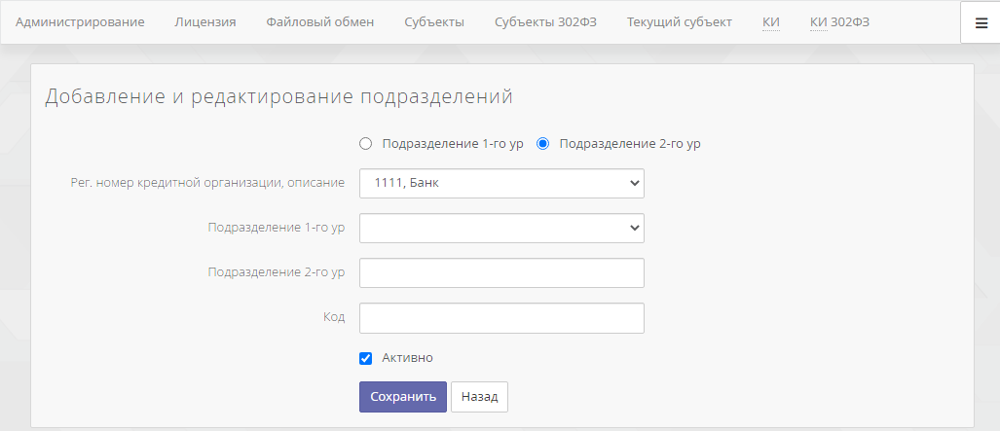 Администрирование Лицензия Файловый обмен Субъекты Субъекты 302ФЗ Текущий субъект КИ КИ 302ФЗ
Добавление и редактирование подразделений
Подразделение 1-го ур Подразделение 2-го ур
Рег. номер кредитной организации, описание 1111, Банк
Подразделение 1-го ур
Подразделение 2-го ур
Код
Активно
Сохранить Назад